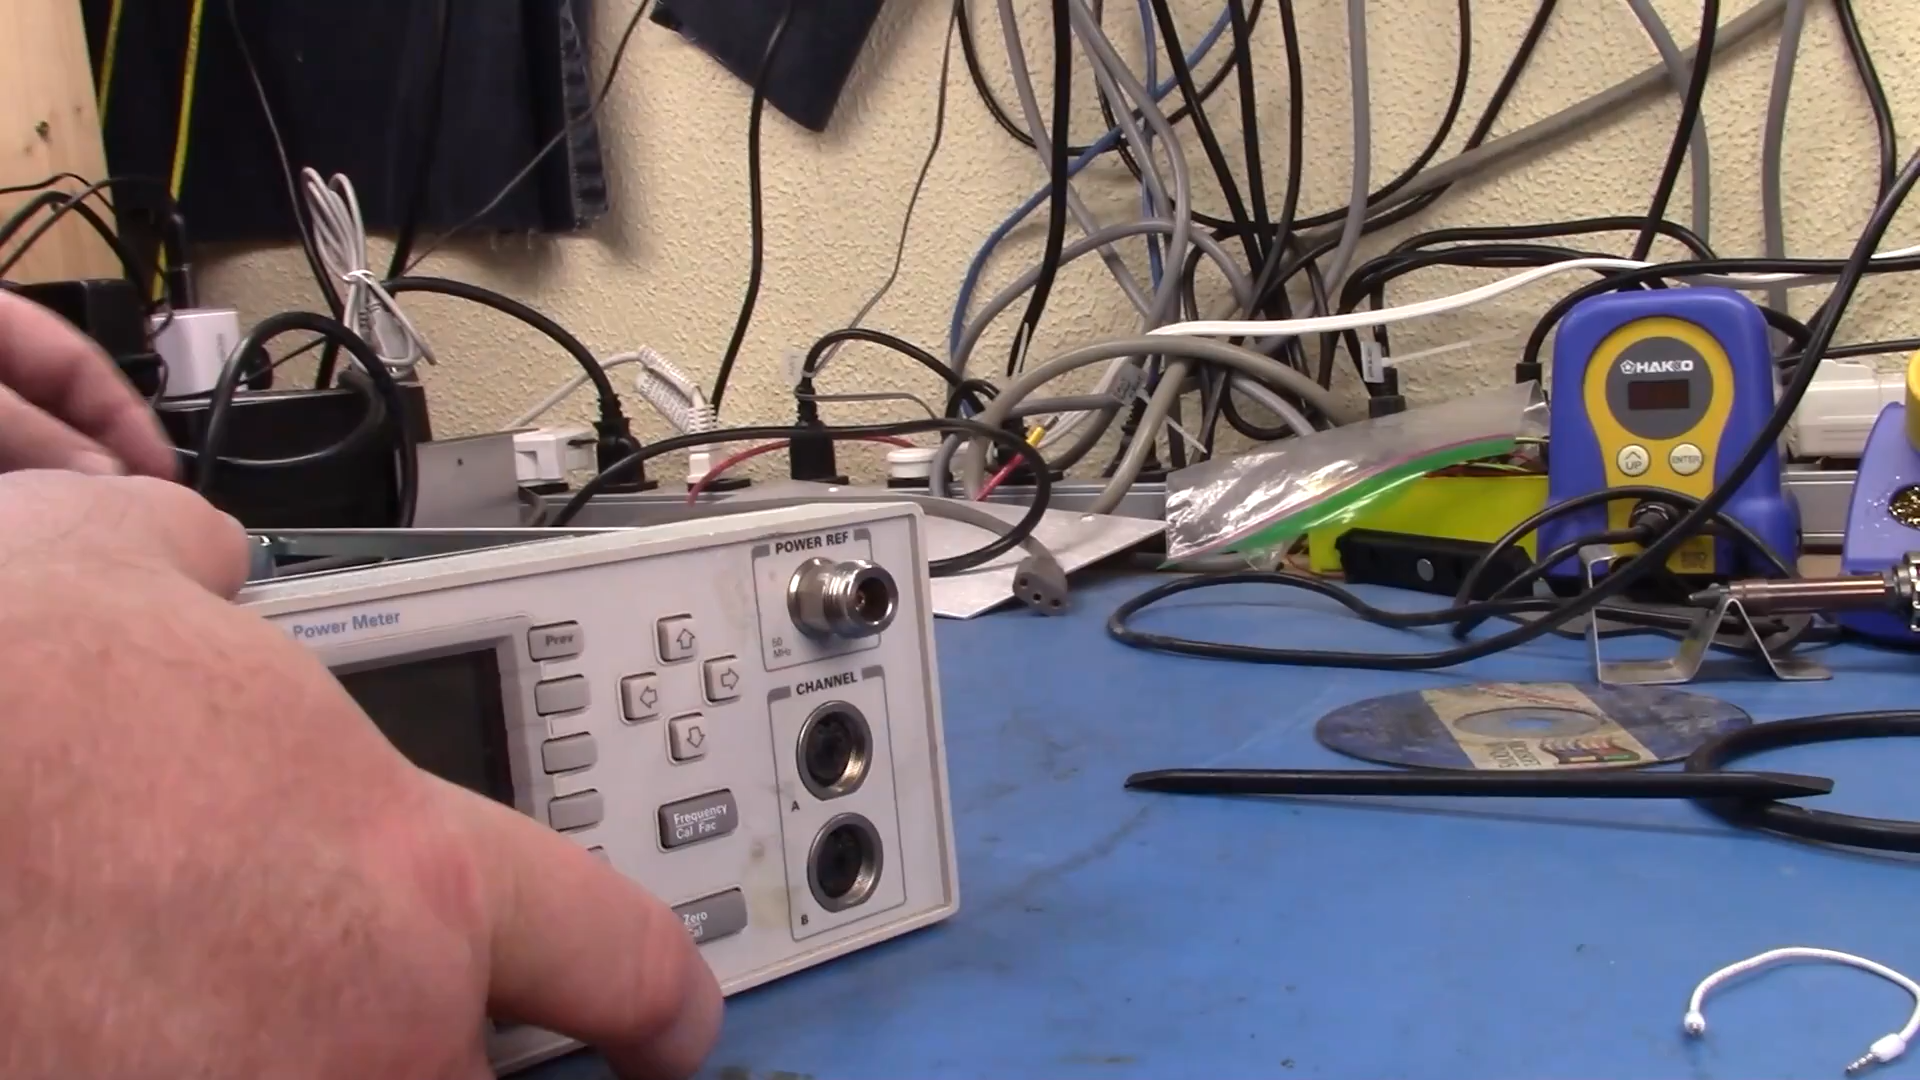 Power Meter
Prev
POWER REF
50
MHz
CHANNEL
A
B
Frequency
Cal Fac
Zero
Cal
HAKKO
UP
ENTER